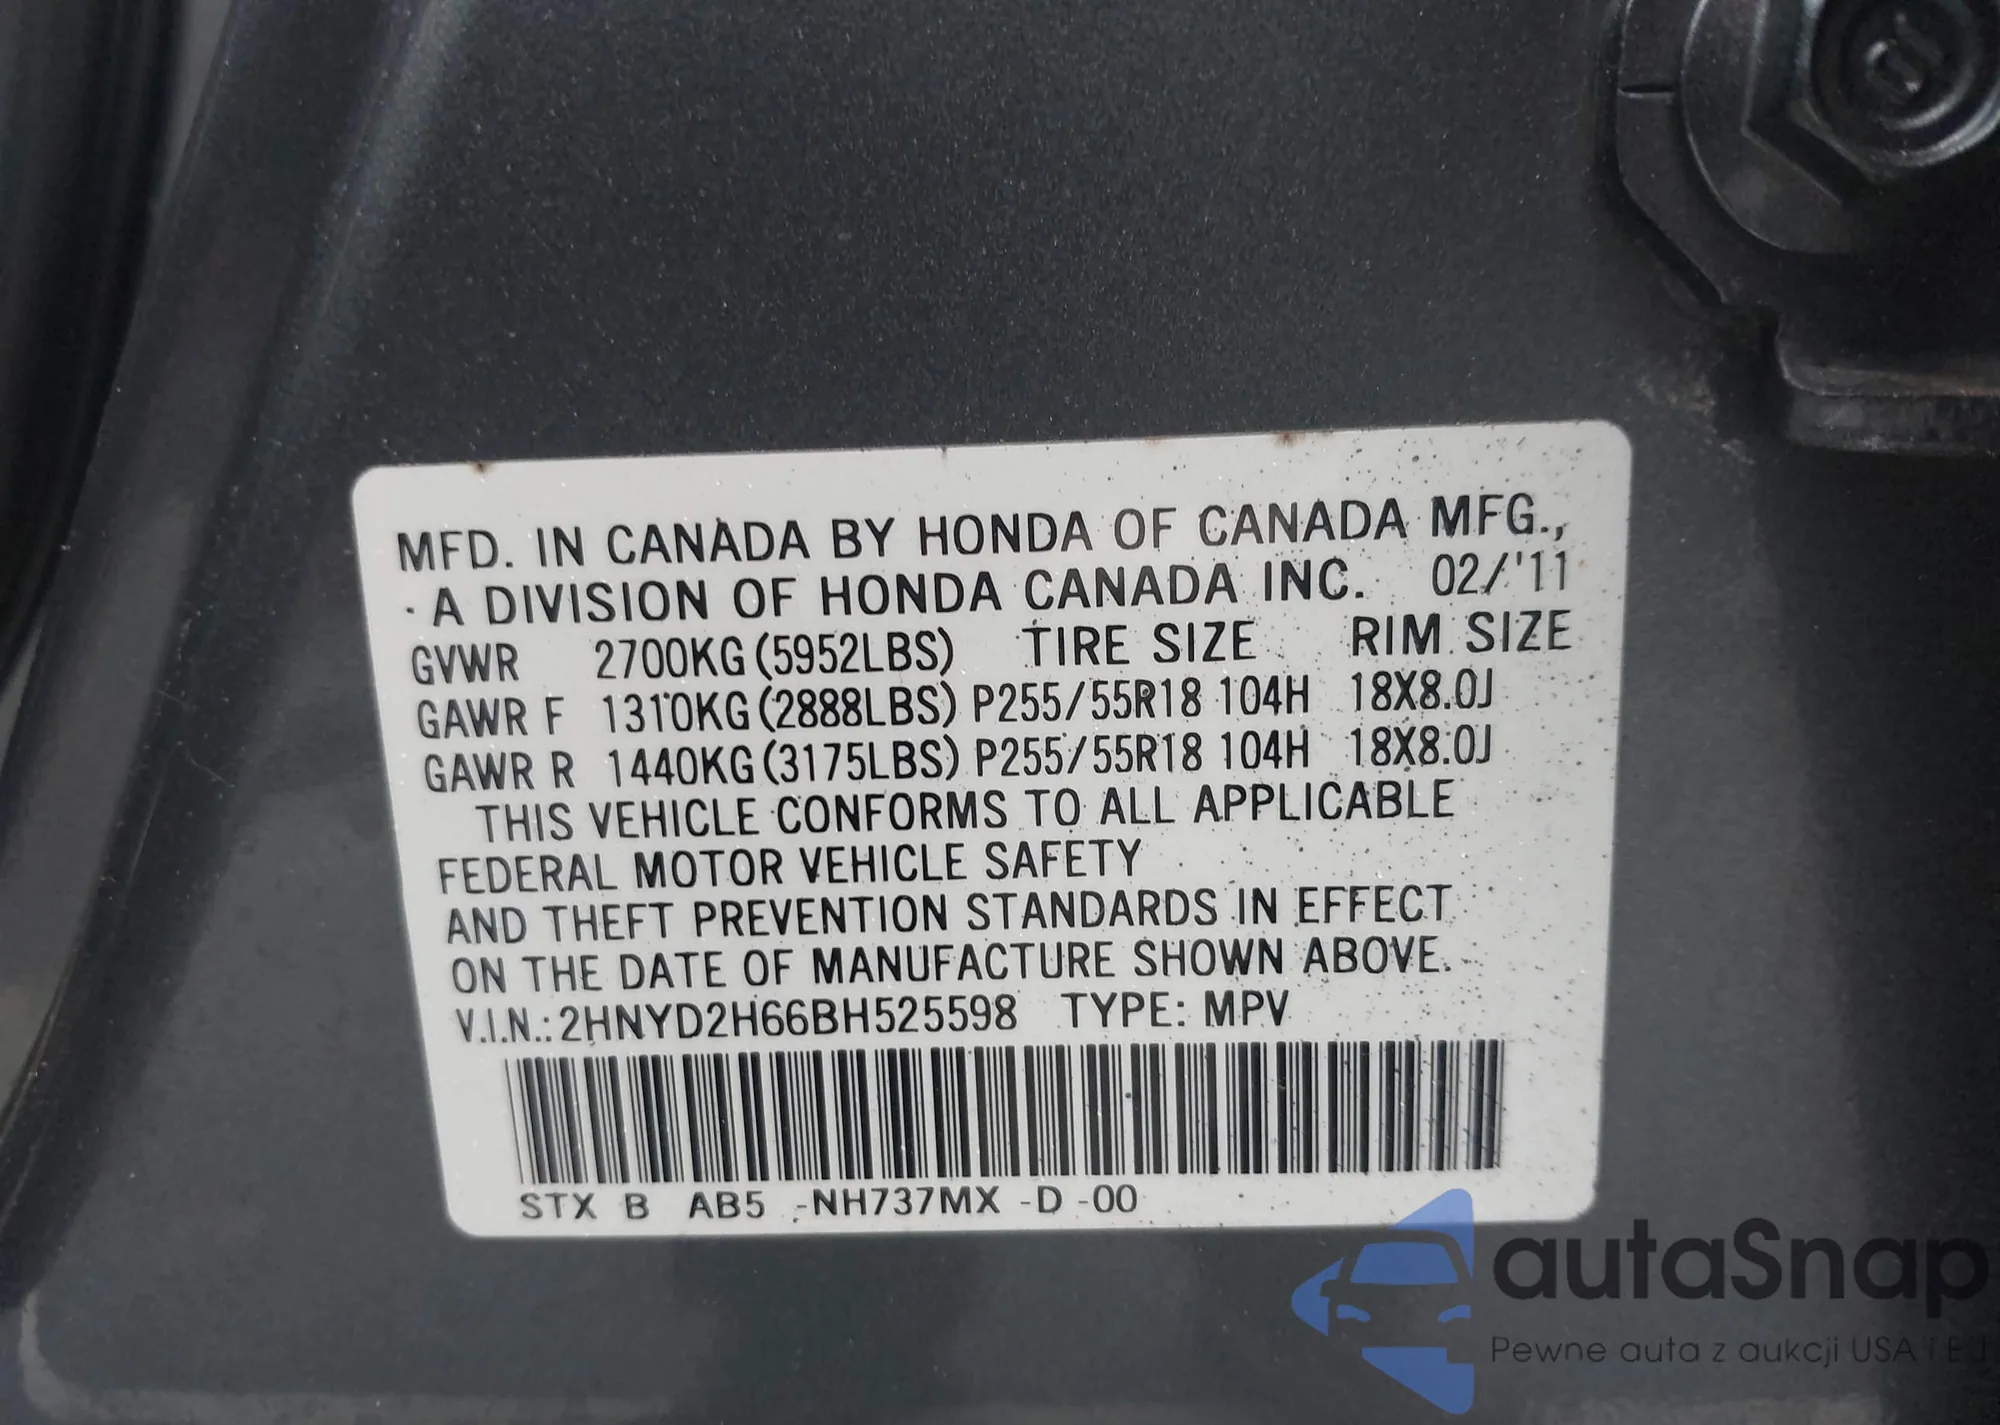 MFD. IN CANADA BY HONDA OF CANADA MFG.,
A DIVISION OF HONDA CANADA INC. 02/'11
GVWR 2700KG (5952LBS) TIRE SIZE RIM SIZE
GAWR F 1310KG (2888LBS) P255/55R18 104H 18X8.0J
GAWR R 1440KG (3175LBS) P255/55R18 104H 18X8.0J
THIS VEHICLE CONFORMS TO ALL APPLICABLE
FEDERAL MOTOR VEHICLE SAFETY
AND THEFT PREVENTION STANDARDS IN EFFECT
ON THE DATE OF MANUFACTURE SHOWN ABOVE.
V.I.N.: 2HNYD2H66BH525598 TYPE: MPV
STX B AB5 -NH737MX -D -00
autaSnap
Pewne auta z aukcji USA i EU